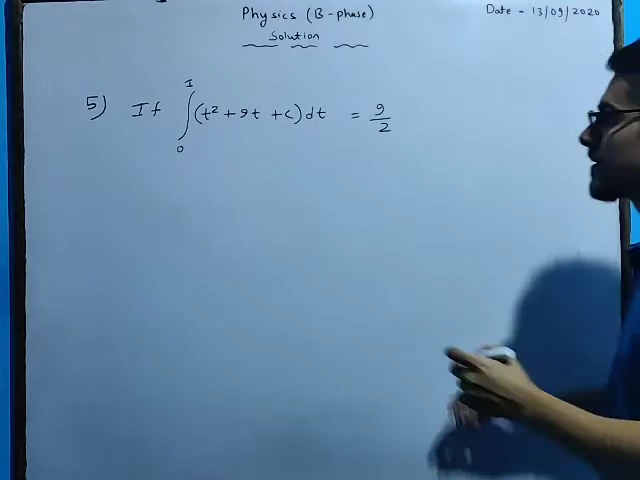 Physics (B-phase)
Date - 13/09/2020
Solution
5) If ∫₀¹ (t² + 9t + c) dt = 9/2